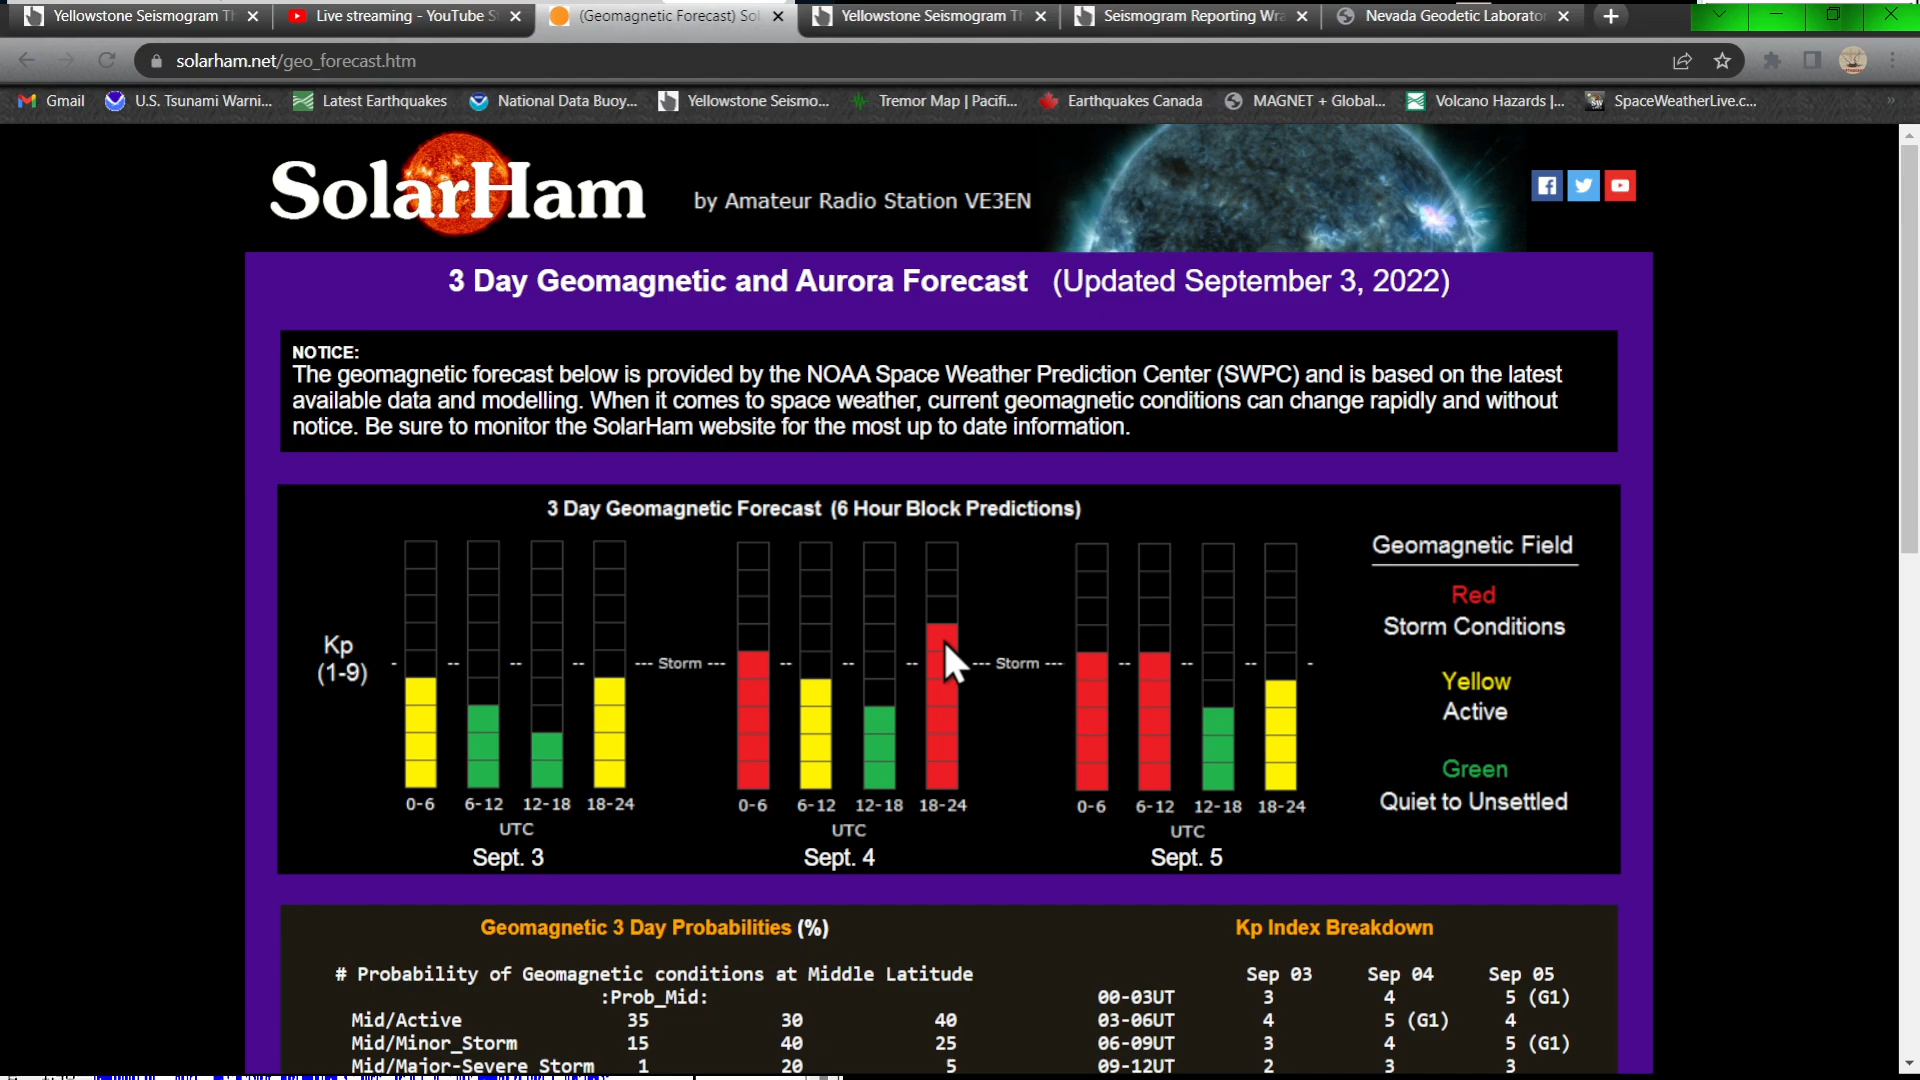 Yellowstone Seismogram Th
Live streaming - YouTube S
(Geomagnetic Forecast) Sol
Yellowstone Seismogram Th
Seismogram Reporting Wra
Nevada Geodetic Laborator
solarham.net/geo_forecast.htm
Gmail
U.S. Tsunami Warni...
Latest Earthquakes
National Data Buoy...
Yellowstone Seismo...
Tremor Map | Pacifi...
Earthquakes Canada
MAGNET + Global...
Volcano Hazards |...
SpaceWeatherLive.c...
SolarHam
by Amateur Radio Station VE3EN
3 Day Geomagnetic and Aurora Forecast (Updated September 3, 2022)
NOTICE:
The geomagnetic forecast below is provided by the NOAA Space Weather Prediction Center (SWPC) and is based on the latest
available data and modelling. When it comes to space weather, current geomagnetic conditions can change rapidly and without
notice. Be sure to monitor the SolarHam website for the most up to date information.
3 Day Geomagnetic Forecast (6 Hour Block Predictions)
Kp
(1-9)
- -- -- -- --- Storm --- -- -- -- --- Storm --- -- -- -- -
0-6 6-12 12-18 18-24
UTC
Sept. 3
0-6 6-12 12-18 18-24
UTC
Sept. 4
0-6 6-12 12-18 18-24
UTC
Sept. 5
Geomagnetic Field
Red
Storm Conditions
Yellow
Active
Green
Quiet to Unsettled
Geomagnetic 3 Day Probabilities (%)
# Probability of Geomagnetic conditions at Middle Latitude
:Prob_Mid:
Mid/Active 35 30 40
Mid/Minor_Storm 15 40 25
Mid/Major-Severe Storm 1 20 5
Kp Index Breakdown
Sep 03 Sep 04 Sep 05
00-03UT 3 4 5 (G1)
03-06UT 4 5 (G1) 4
06-09UT 3 4 5 (G1)
09-12UT 2 3 3